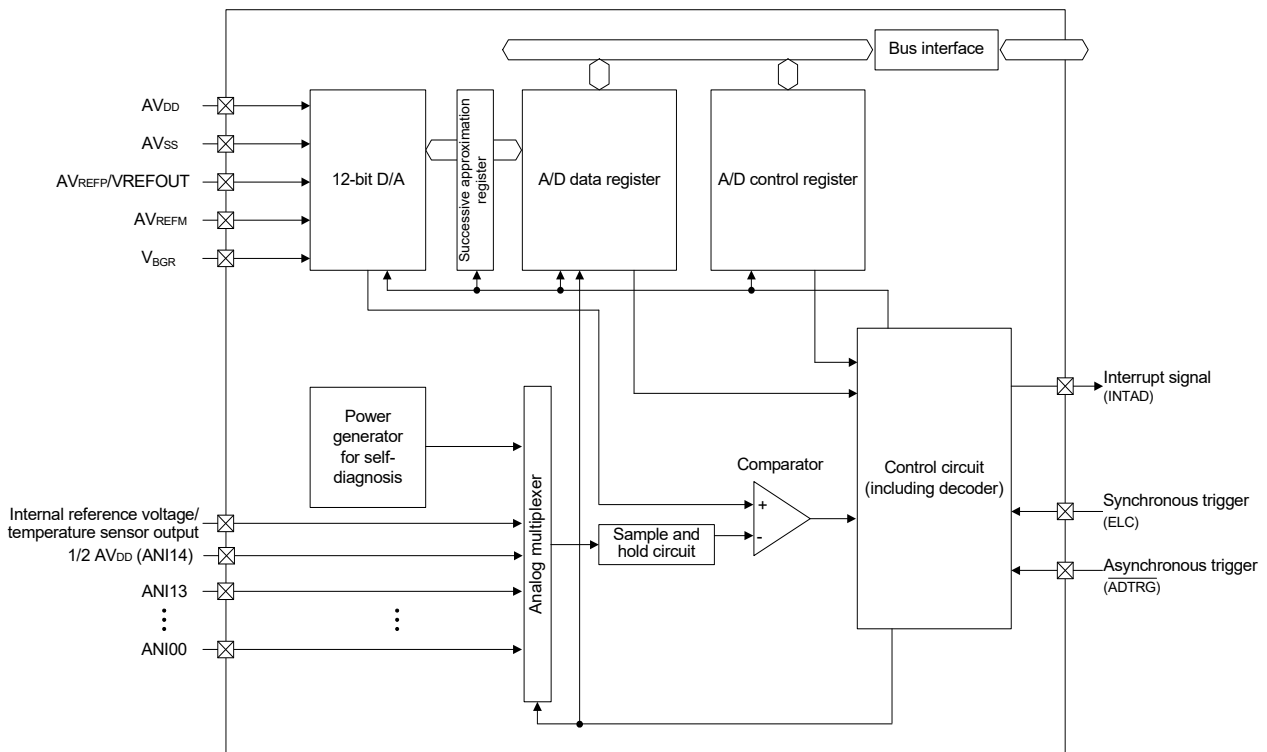 Bus interface
AVDD
AVSS
AVREFP/VREFOUT
AVREFM
VBGR
12-bit D/A
Successive approximation
register
A/D data register
A/D control register
Power
generator
for self-
diagnosis
Internal reference voltage/
temperature sensor output
1/2 AVDD (ANI14)
ANI13
ANI00
Analog multiplexer
Sample and
hold circuit
Comparator
+
-
Control circuit
(including decoder)
Interrupt signal
(INTAD)
Synchronous trigger
(ELC)
Asynchronous trigger
(ADTRG)